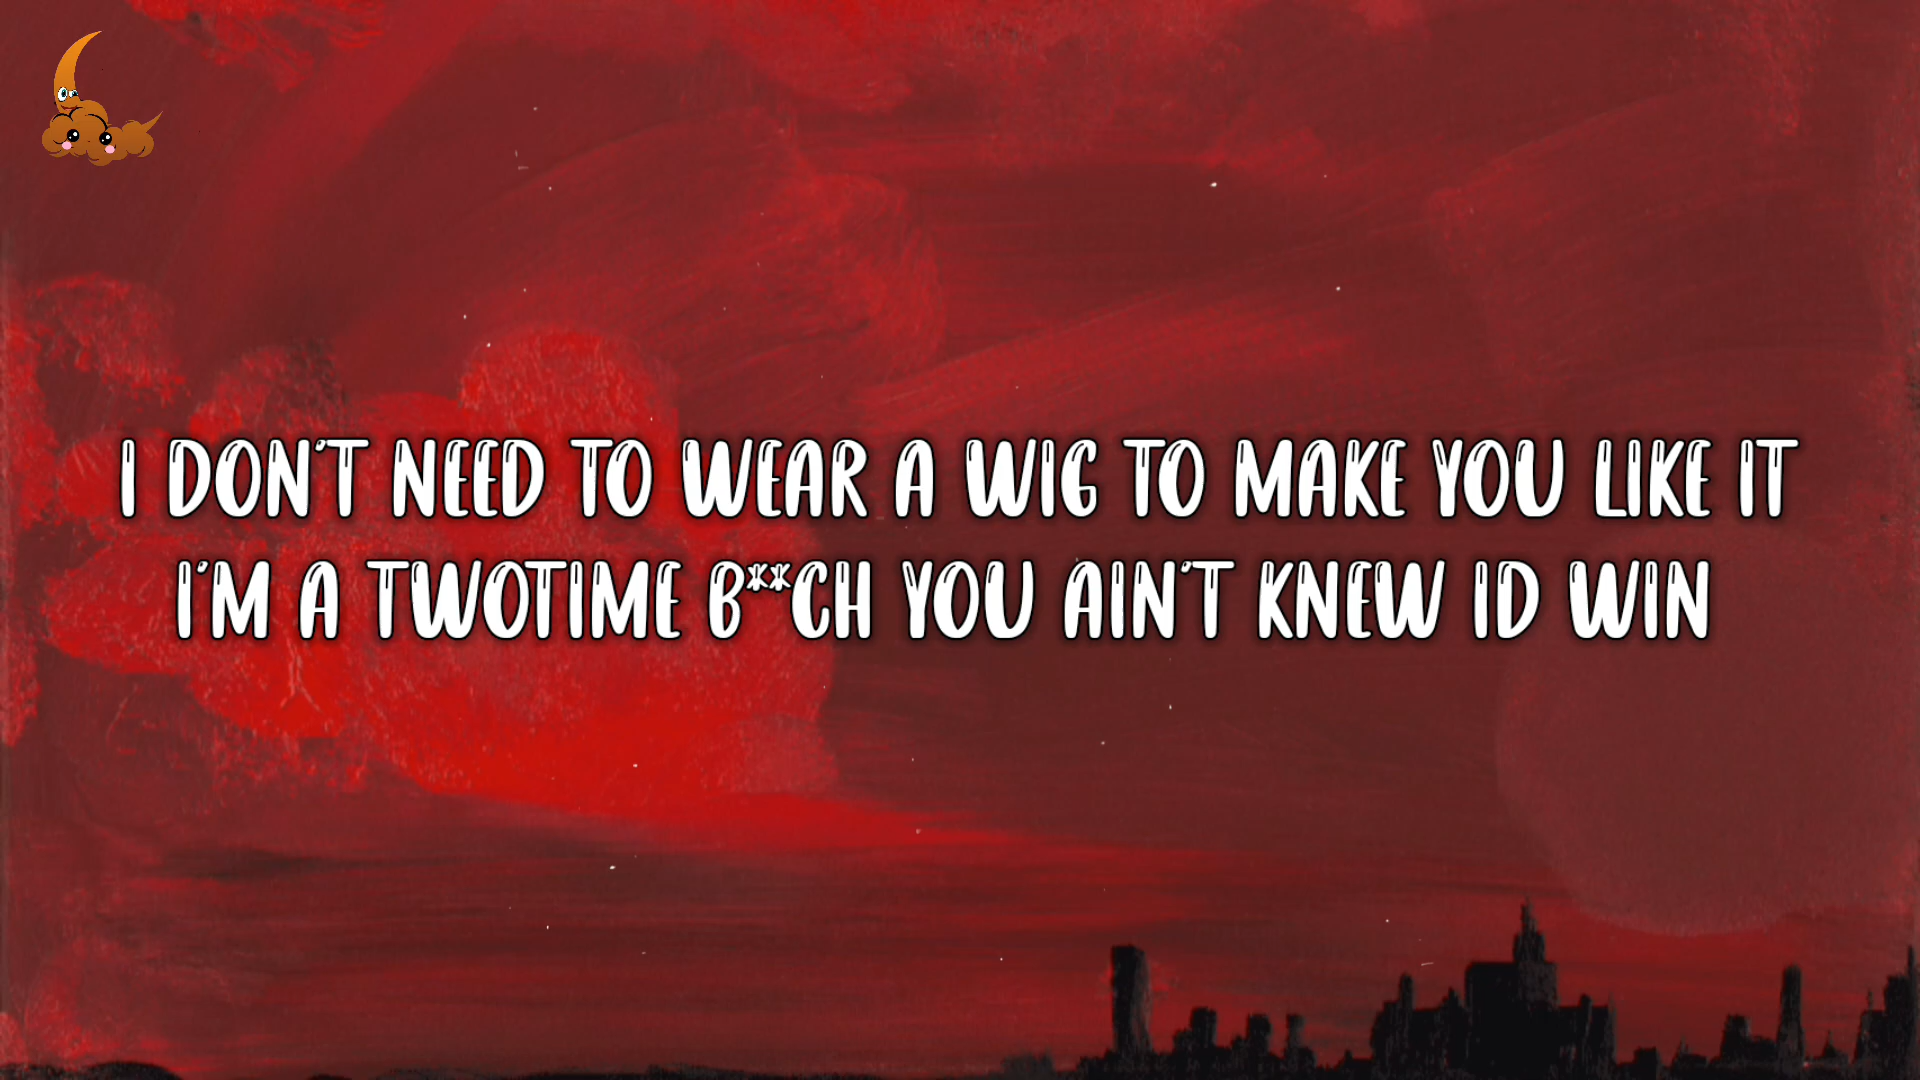 I DON'T NEED TO WEAR A WIG TO MAKE YOU LIKE IT
I'M A TWOTIME B**CH YOU AIN'T KNEW ID WIN